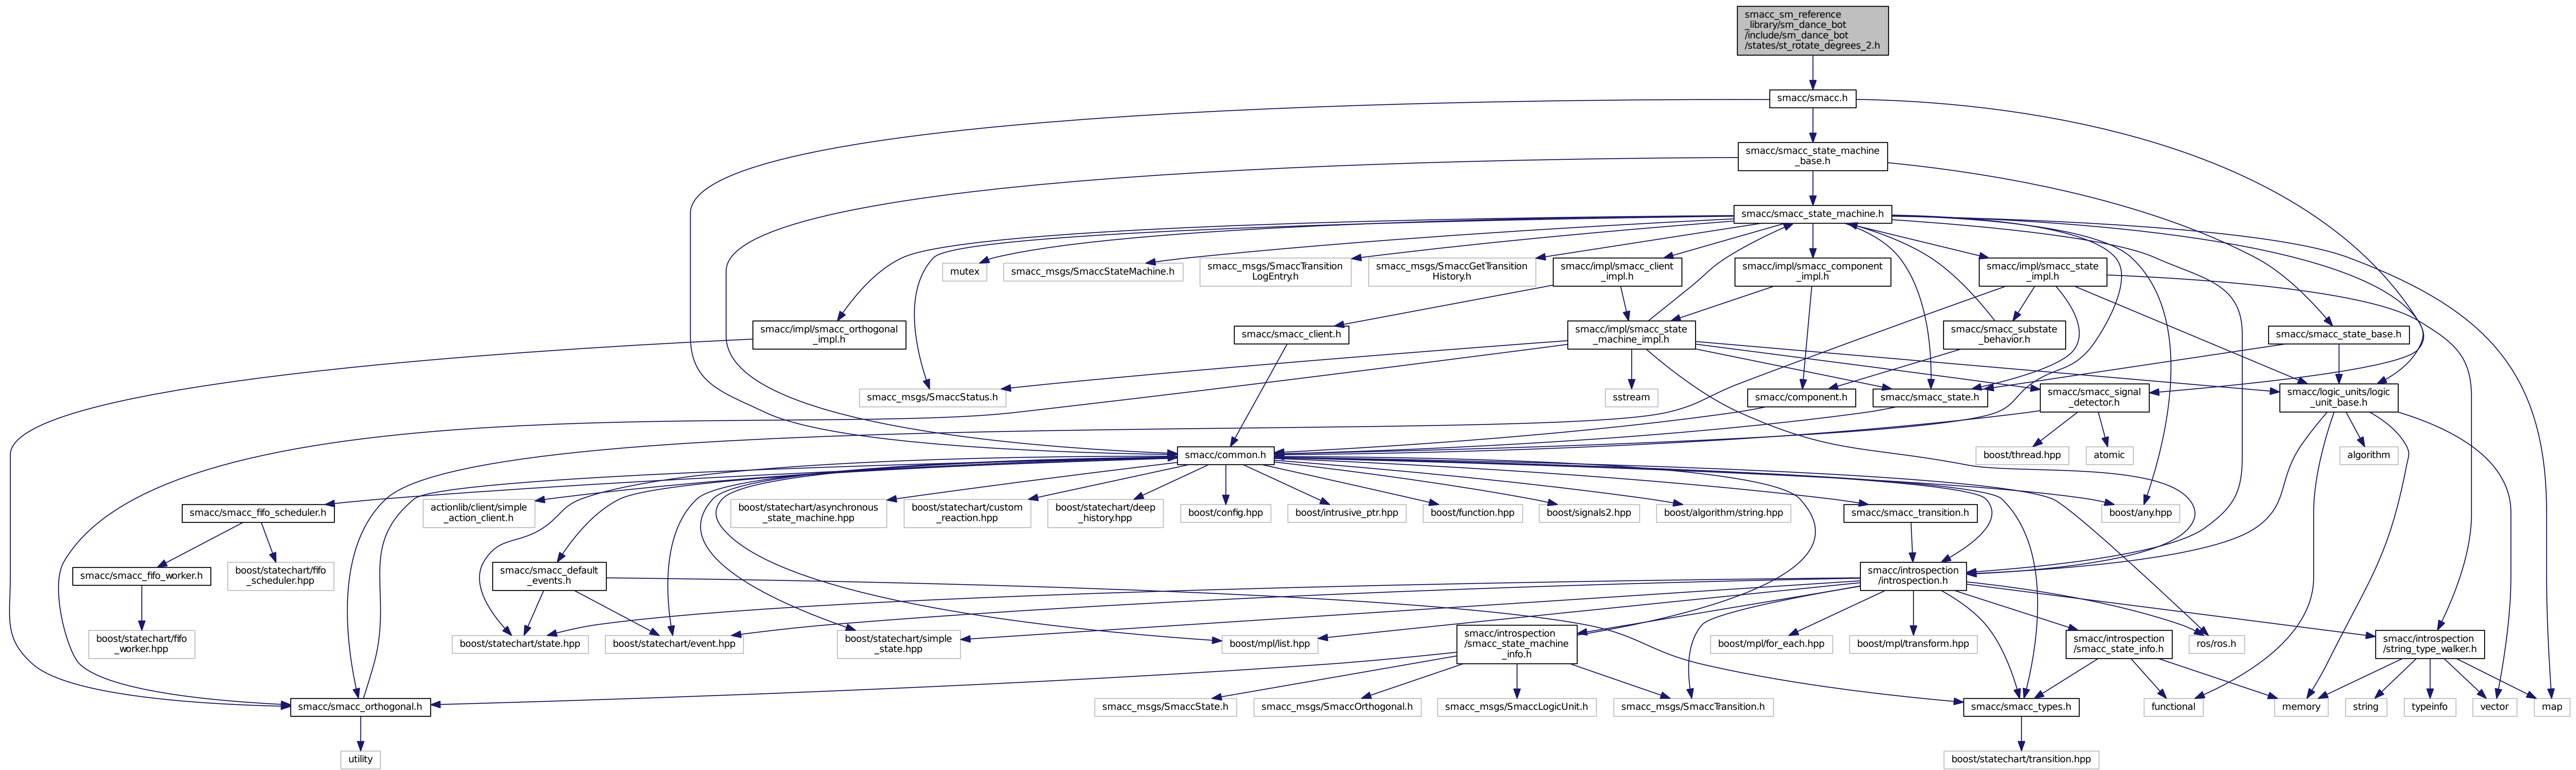 smacc_sm_reference
_library/sm_dance_bot
/include/sm_dance_bot
/states/st_rotate_degrees_2.h
smacc/smacc.h
smacc/smacc_state_machine
_base.h
smacc/smacc_state_machine.h
mutex
smacc_msgs/SmaccStateMachine.h
smacc_msgs/SmaccTransition
LogEntry.h
smacc_msgs/SmaccGetTransition
History.h
smacc/impl/smacc_client
_impl.h
smacc/impl/smacc_component
_impl.h
smacc/impl/smacc_state
_impl.h
smacc/impl/smacc_orthogonal
_impl.h
smacc/smacc_client.h
smacc/impl/smacc_state
_machine_impl.h
smacc/smacc_substate
_behavior.h
smacc/smacc_state_base.h
smacc_msgs/SmaccStatus.h
sstream
smacc/component.h
smacc/smacc_state.h
smacc/smacc_signal
_detector.h
smacc/logic_units/logic
_unit_base.h
smacc/common.h
boost/thread.hpp
atomic
algorithm
smacc/smacc_fifo_scheduler.h
actionlib/client/simple
_action_client.h
boost/statechart/asynchronous
_state_machine.hpp
boost/statechart/custom
_reaction.hpp
boost/statechart/deep
_history.hpp
boost/config.hpp
boost/intrusive_ptr.hpp
boost/function.hpp
boost/signals2.hpp
boost/algorithm/string.hpp
smacc/smacc_transition.h
boost/any.hpp
smacc/smacc_fifo_worker.h
boost/statechart/fifo
_scheduler.hpp
smacc/smacc_default
_events.h
smacc/introspection
/introspection.h
boost/statechart/fifo
_worker.hpp
boost/statechart/state.hpp
boost/statechart/event.hpp
boost/statechart/simple
_state.hpp
boost/mpl/list.hpp
smacc/introspection
/smacc_state_machine
_info.h
boost/mpl/for_each.hpp
boost/mpl/transform.hpp
smacc/introspection
/smacc_state_info.h
ros/ros.h
smacc/introspection
/string_type_walker.h
smacc/smacc_orthogonal.h
smacc_msgs/SmaccState.h
smacc_msgs/SmaccOrthogonal.h
smacc_msgs/SmaccLogicUnit.h
smacc_msgs/SmaccTransition.h
smacc/smacc_types.h
functional
memory
string
typeinfo
vector
map
utility
boost/statechart/transition.hpp